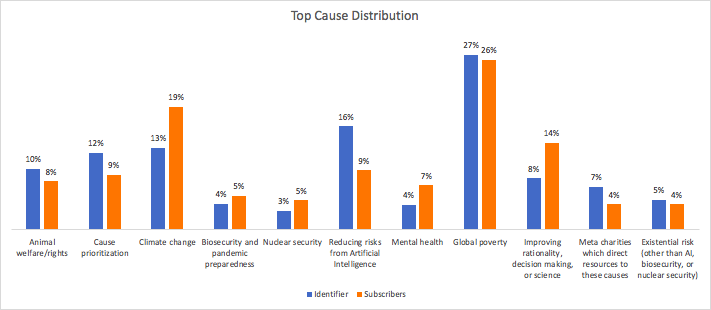 Top Cause Distribution
10%
8%
12%
9%
13%
19%
4%
5%
3%
5%
16%
9%
4%
7%
27%
26%
8%
14%
7%
4%
5%
4%
Animal
welfare/rights
Cause
prioritization
Climate change
Biosecurity and
pandemic
preparedness
Nuclear security
Reducing risks
from Artificial
Intelligence
Mental health
Global poverty
Improving
rationality,
decision making,
or science
Meta charities
which direct
resources to
these causes
Existential risk
(other than AI,
biosecurity, or
nuclear security)
Identifier
Subscribers